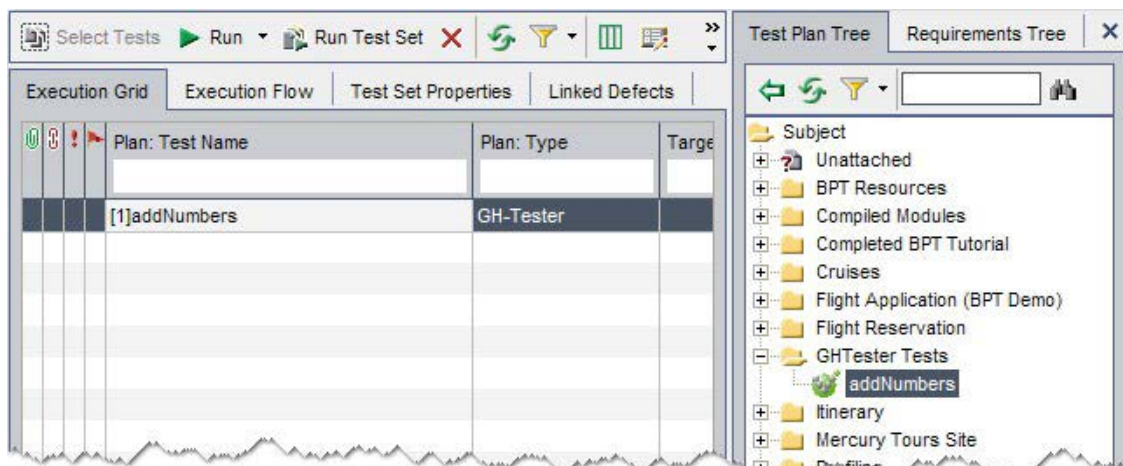 Select Tests Run Run Test Set
Execution Grid Execution Flow Test Set Properties Linked Defects
Plan: Test Name Plan: Type Targe
[1]addNumbers GH-Tester
Test Plan Tree Requirements Tree
Subject
Unattached
BPT Resources
Compiled Modules
Completed BPT Tutorial
Cruises
Flight Application (BPT Demo)
Flight Reservation
GHTester Tests
addNumbers
Itinerary
Mercury Tours Site